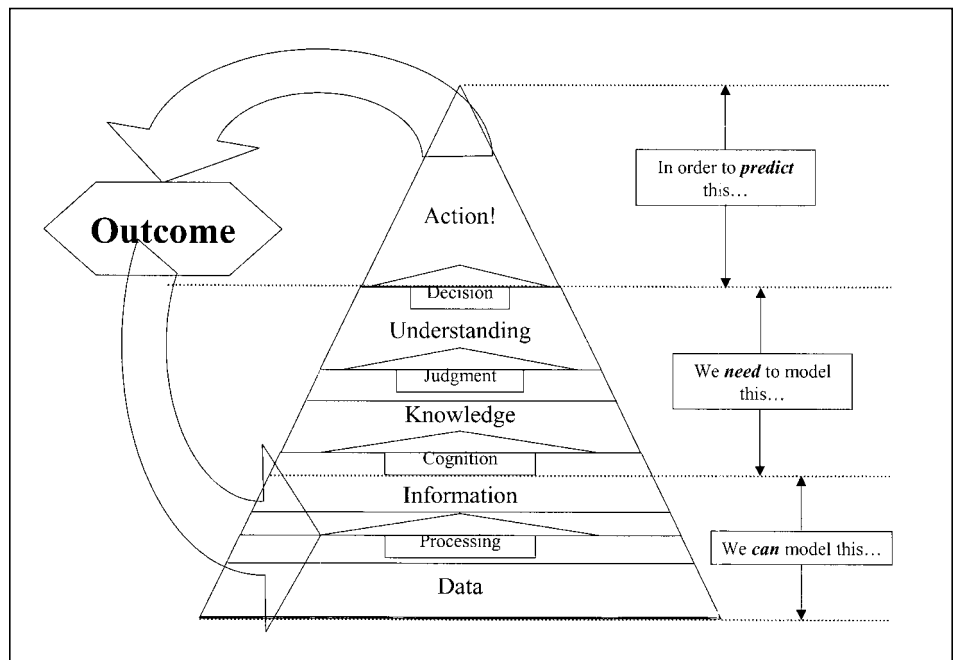 In order to predict
this...
Action!
Outcome
Decision
Understanding
We need to model
this...
Judgment
Knowledge
Cognition
Information
Processing
We can model this...
Data